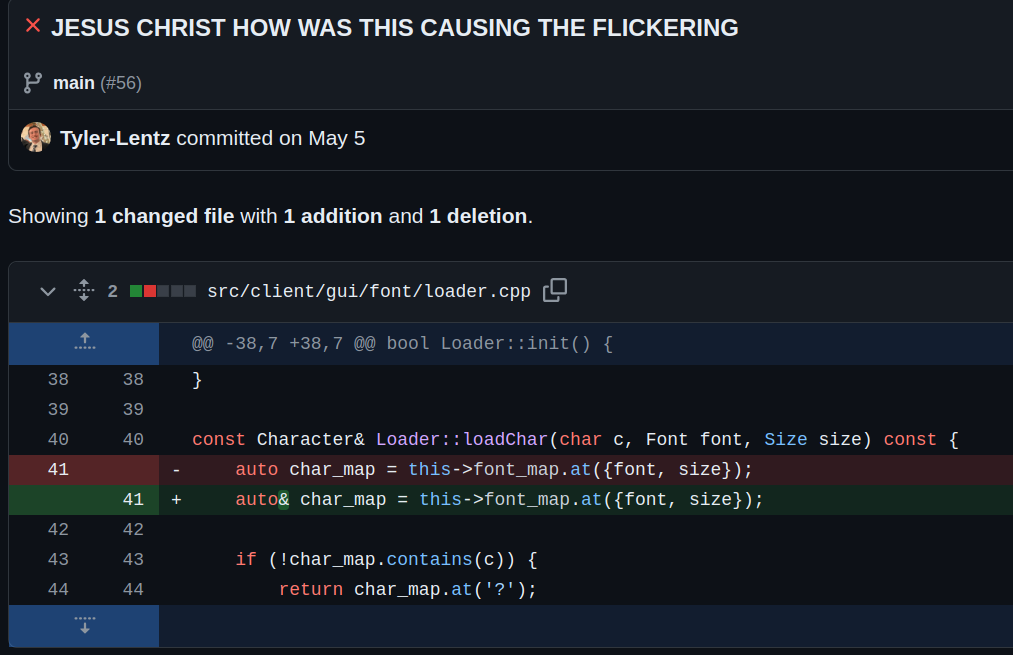 JESUS CHRIST HOW WAS THIS CAUSING THE FLICKERING
main (#56)
Tyler-Lentz committed on May 5
Showing 1 changed file with 1 addition and 1 deletion.
2 src/client/gui/font/loader.cpp
@@ -38,7 +38,7 @@ bool Loader::init() {
38 38 }
39 39
40 40 const Character& Loader::loadChar(char c, Font font, Size size) const {
41 - auto char_map = this->font_map.at({font, size});
41 + auto& char_map = this->font_map.at({font, size});
42 42
43 43 if (!char_map.contains(c)) {
44 44 return char_map.at('?');